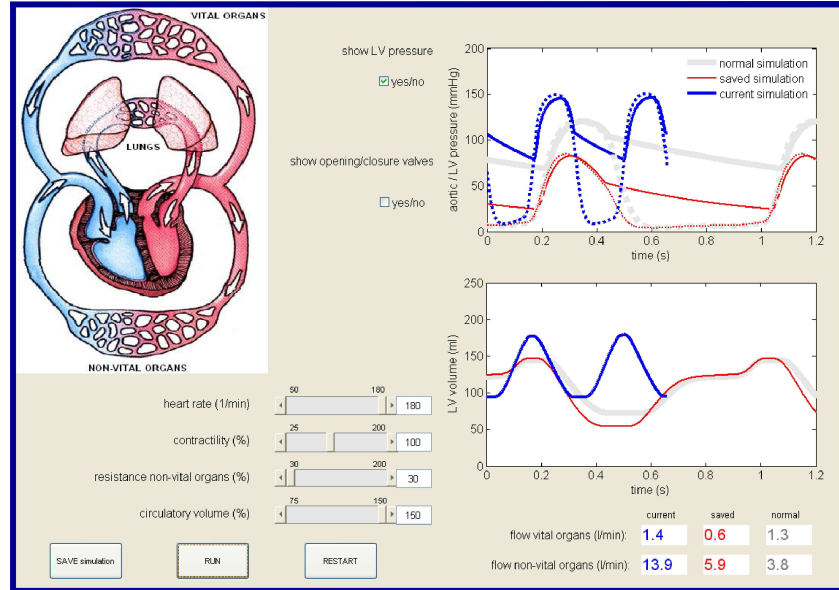 VITAL ORGANS
LUNGS
NON-VITAL ORGANS
show LV pressure
yes/no
show opening/closure valves
yes/no
aortic / LV pressure (mmHg)
200
150
100
50
0
normal simulation
saved simulation
current simulation
0 0.2 0.4 0.6 0.8 1 1.2
time (s)
LV volume (ml)
250
200
150
100
50
0
0 0.2 0.4 0.6 0.8 1 1.2
time (s)
50 180
heart rate (1/min) 180
25 200
contractility (%) 100
30 200
resistance non-vital organs (%) 30
75 150
circulatory volume (%) 150
current saved normal
flow vital organs (l/min): 1.4 0.6 1.3
flow non-vital organs (l/min): 13.9 5.9 3.8
SAVE simulation RUN RESTART